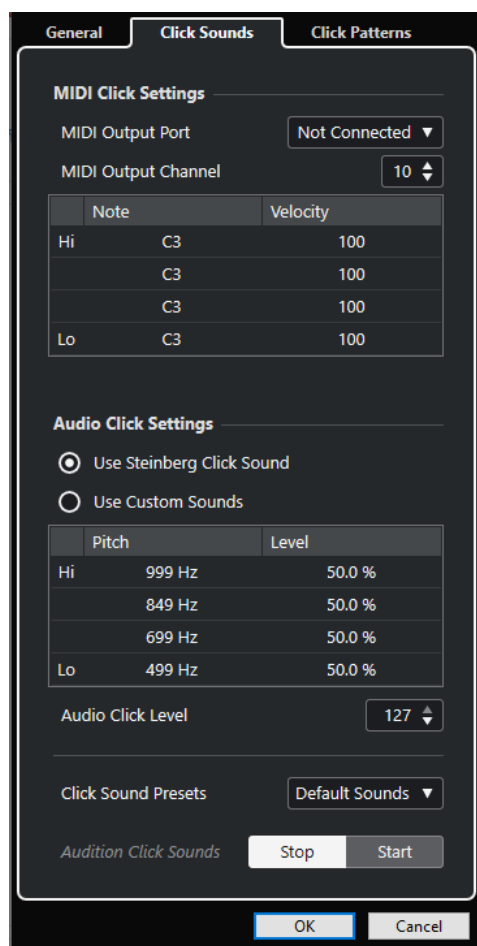 General Click Sounds Click Patterns
MIDI Click Settings
MIDI Output Port Not Connected
MIDI Output Channel 10
Note Velocity
Hi C3 100
C3 100
C3 100
Lo C3 100
Audio Click Settings
Use Steinberg Click Sound
Use Custom Sounds
Pitch Level
Hi 999 Hz 50.0 %
849 Hz 50.0 %
699 Hz 50.0 %
Lo 499 Hz 50.0 %
Audio Click Level 127
Click Sound Presets Default Sounds
Audition Click Sounds Stop Start
OK Cancel